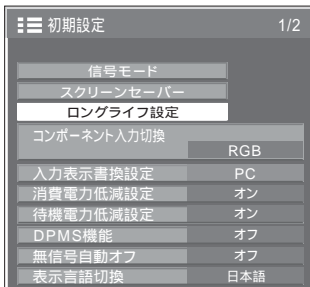 初期設定 1/2
信号モード
スクリーンセーバー
ロングライフ設定
コンポーネント入力切換
RGB
入力表示書換設定 PC
消費電力低減設定 オン
待機電力低減設定 オン
DPMS機能 オフ
無信号自動オフ オフ
表示言語切換 日本語